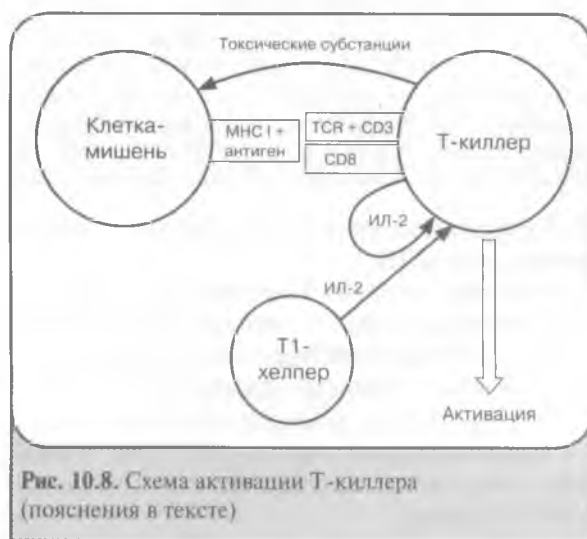 Токсические субстанции
Клетка-
мишень
MHC I +
антиген
TCR + CD3
CD8
Т-киллер
ИЛ-2
ИЛ-2
Т1-
хелпер
Активация
Рис. 10.8. Схема активации Т-киллера
(пояснения в тексте)